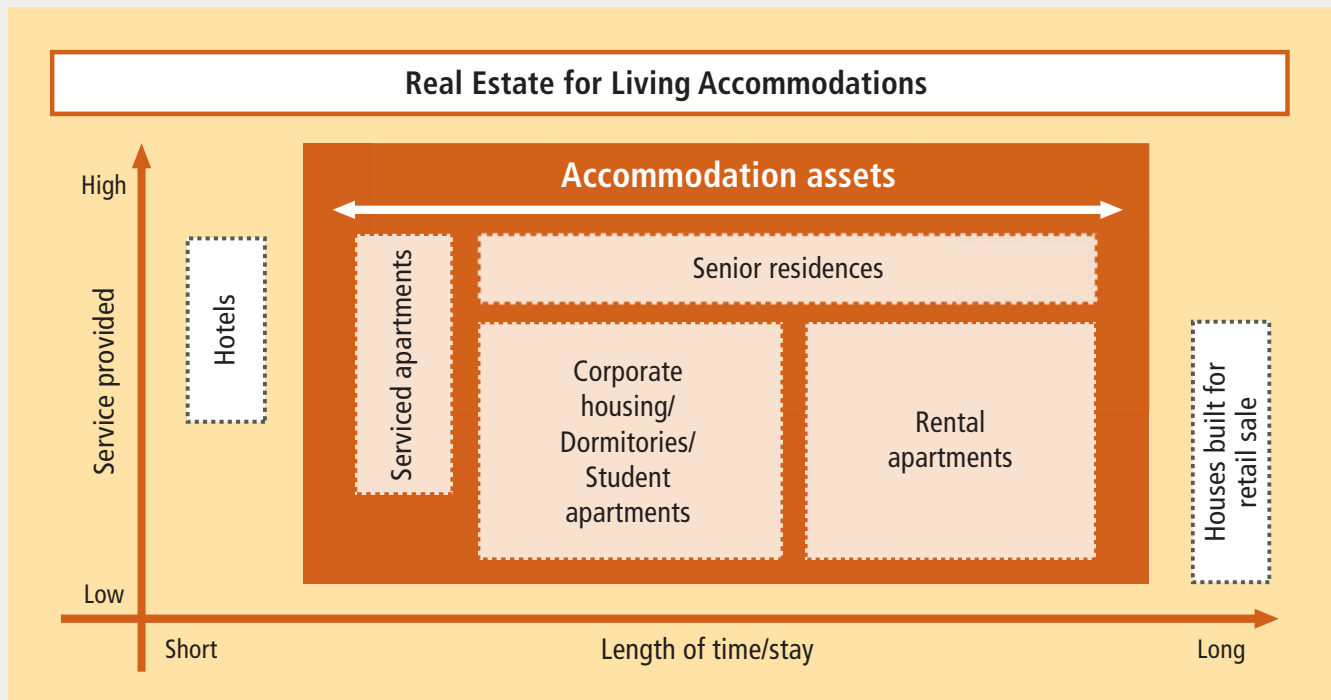 Real Estate for Living Accommodations
High
Service provided
Low
Hotels
Accommodation assets
Serviced apartments
Senior residences
Corporate
housing/
Dormitories/
Student
apartments
Rental
apartments
Houses built for
retail sale
Short
Length of time/stay
Long